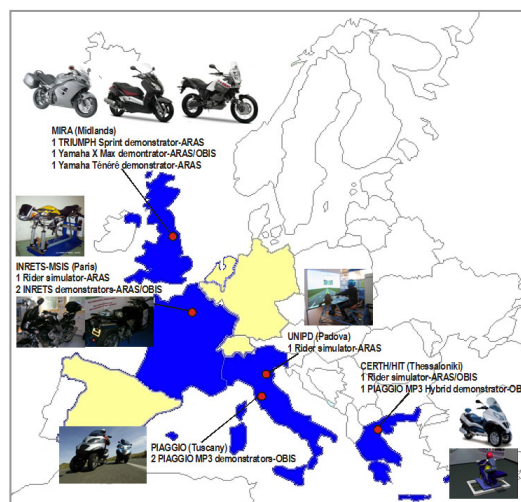 MIRA (Midlands)
1 TRIUMPH Sprint demonstrator-ARAS
1 Yamaha X Max demontrator-ARAS/OBIS
1 Yamaha Ténéré demonstrator-ARAS
INRETS-MSIS (Paris)
1 Rider simulator-ARAS
2 INRETS demonstrators-ARAS/OBIS
UNIPD (Padova)
1 Rider simulator-ARAS
CERTH/HIT (Thessaloniki)
1 Rider simulator-ARAS/OBIS
1 PIAGGIO MP3 Hybrid demonstrator-OB
PIAGGIO (Tuscany)
2 PIAGGIO MP3 demonstrators-OBIS